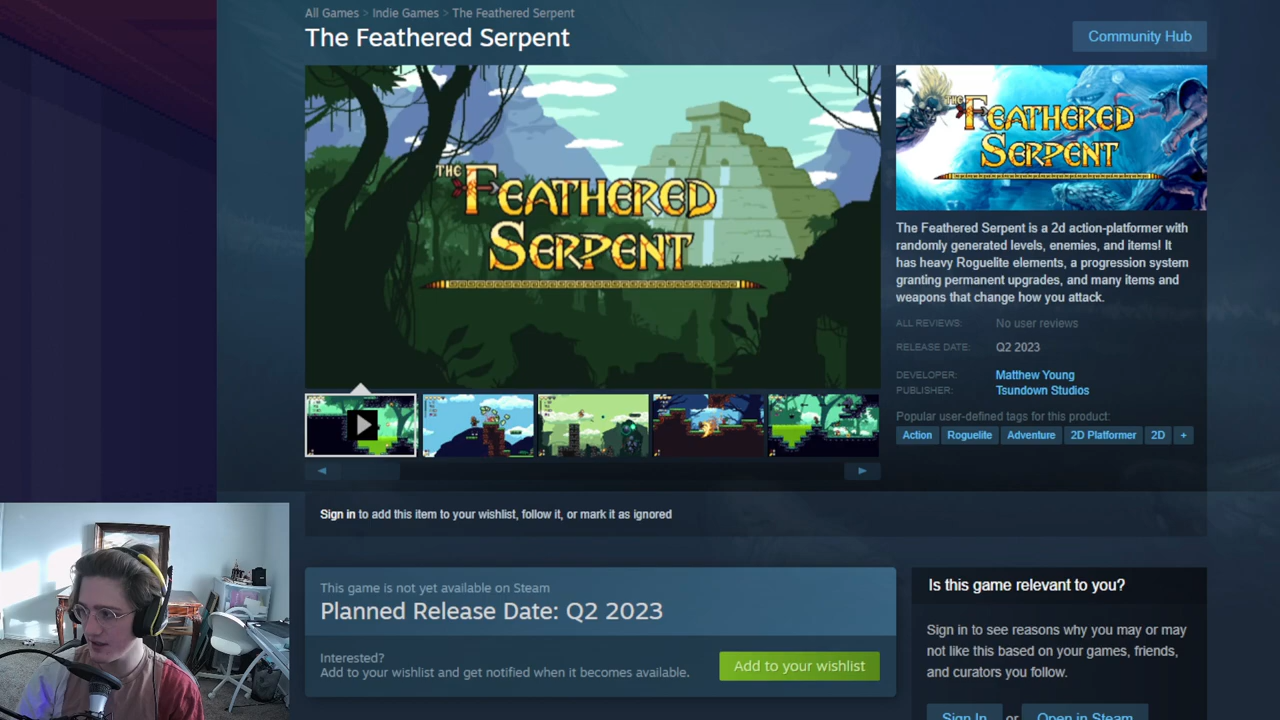 All Games > Indie Games > The Feathered Serpent
The Feathered Serpent
Community Hub
THE
FEATHERED
SERPENT
THE
FEATHERED
SERPENT
The Feathered Serpent is a 2d action-platformer with
randomly generated levels, enemies, and items! It
has heavy Roguelite elements, a progression system
granting permanent upgrades, and many items and
weapons that change how you attack.
ALL REVIEWS: No user reviews
RELEASE DATE: Q2 2023
DEVELOPER: Matthew Young
PUBLISHER: Tsundown Studios
Popular user-defined tags for this product:
Action Roguelite Adventure 2D Platformer 2D +
Sign in to add this item to your wishlist, follow it, or mark it as ignored
This game is not yet available on Steam
Planned Release Date: Q2 2023
Interested?
Add to your wishlist and get notified when it becomes available.
Add to your wishlist
Is this game relevant to you?
Sign in to see reasons why you may or may
not like this based on your games, friends,
and curators you follow.
Sign In or Open in Steam